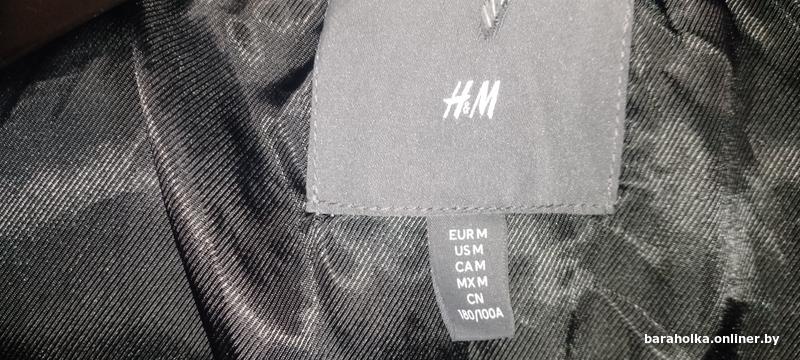 H&M
EUR M
US M
CA M
MX M
CN
180/100A
baraholka.onliner.by